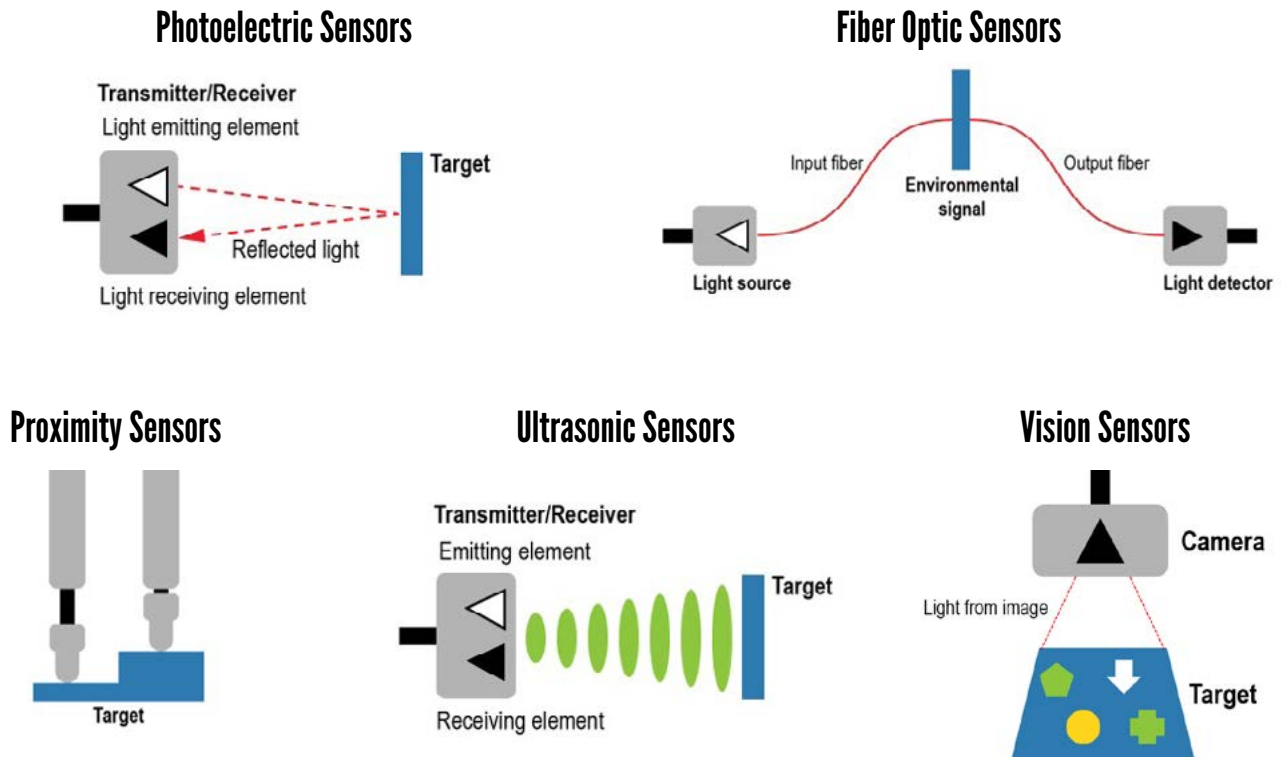 Photoelectric Sensors
Transmitter/Receiver
Light emitting element
Target
Reflected light
Light receiving element
Fiber Optic Sensors
Input fiber
Output fiber
Environmental
signal
Light source
Light detector
Proximity Sensors
Target
Ultrasonic Sensors
Transmitter/Receiver
Emitting element
Target
Receiving element
Vision Sensors
Camera
Light from image
Target